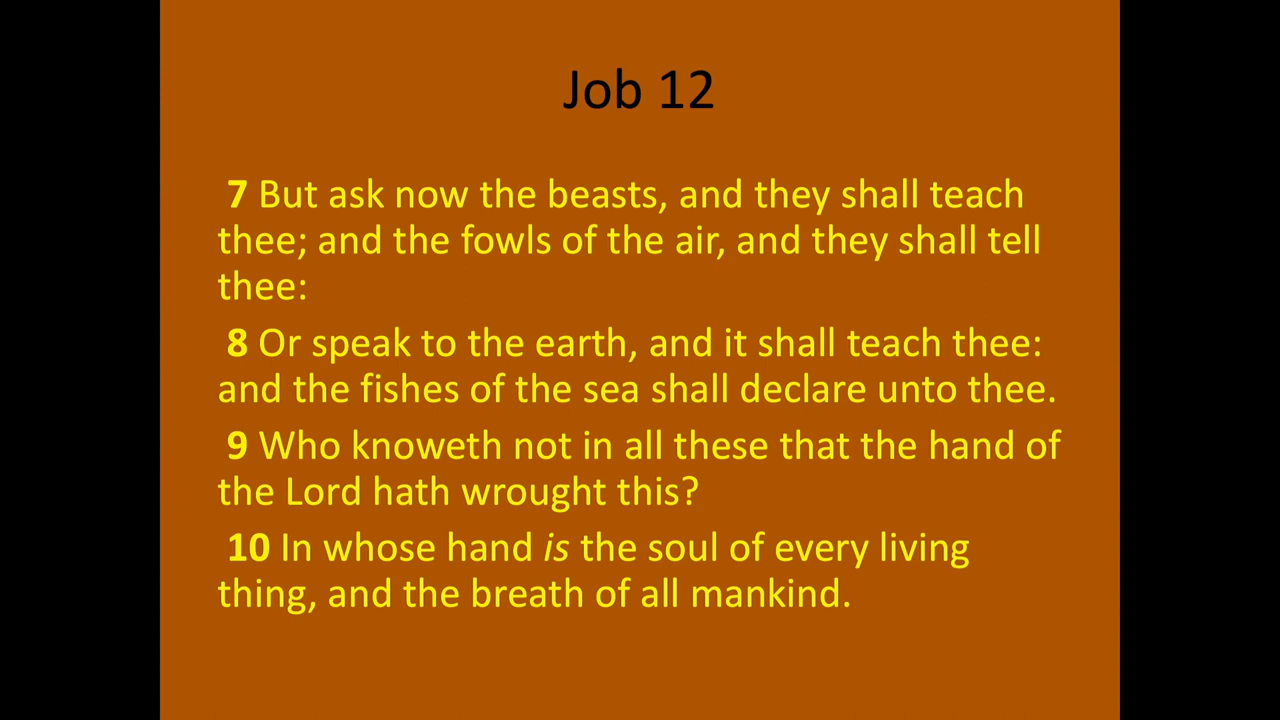 Job 12
7 But ask now the beasts, and they shall teach
thee; and the fowls of the air, and they shall tell
thee:
8 Or speak to the earth, and it shall teach thee:
and the fishes of the sea shall declare unto thee.
9 Who knoweth not in all these that the hand of
the Lord hath wrought this?
10 In whose hand is the soul of every living
thing, and the breath of all mankind.